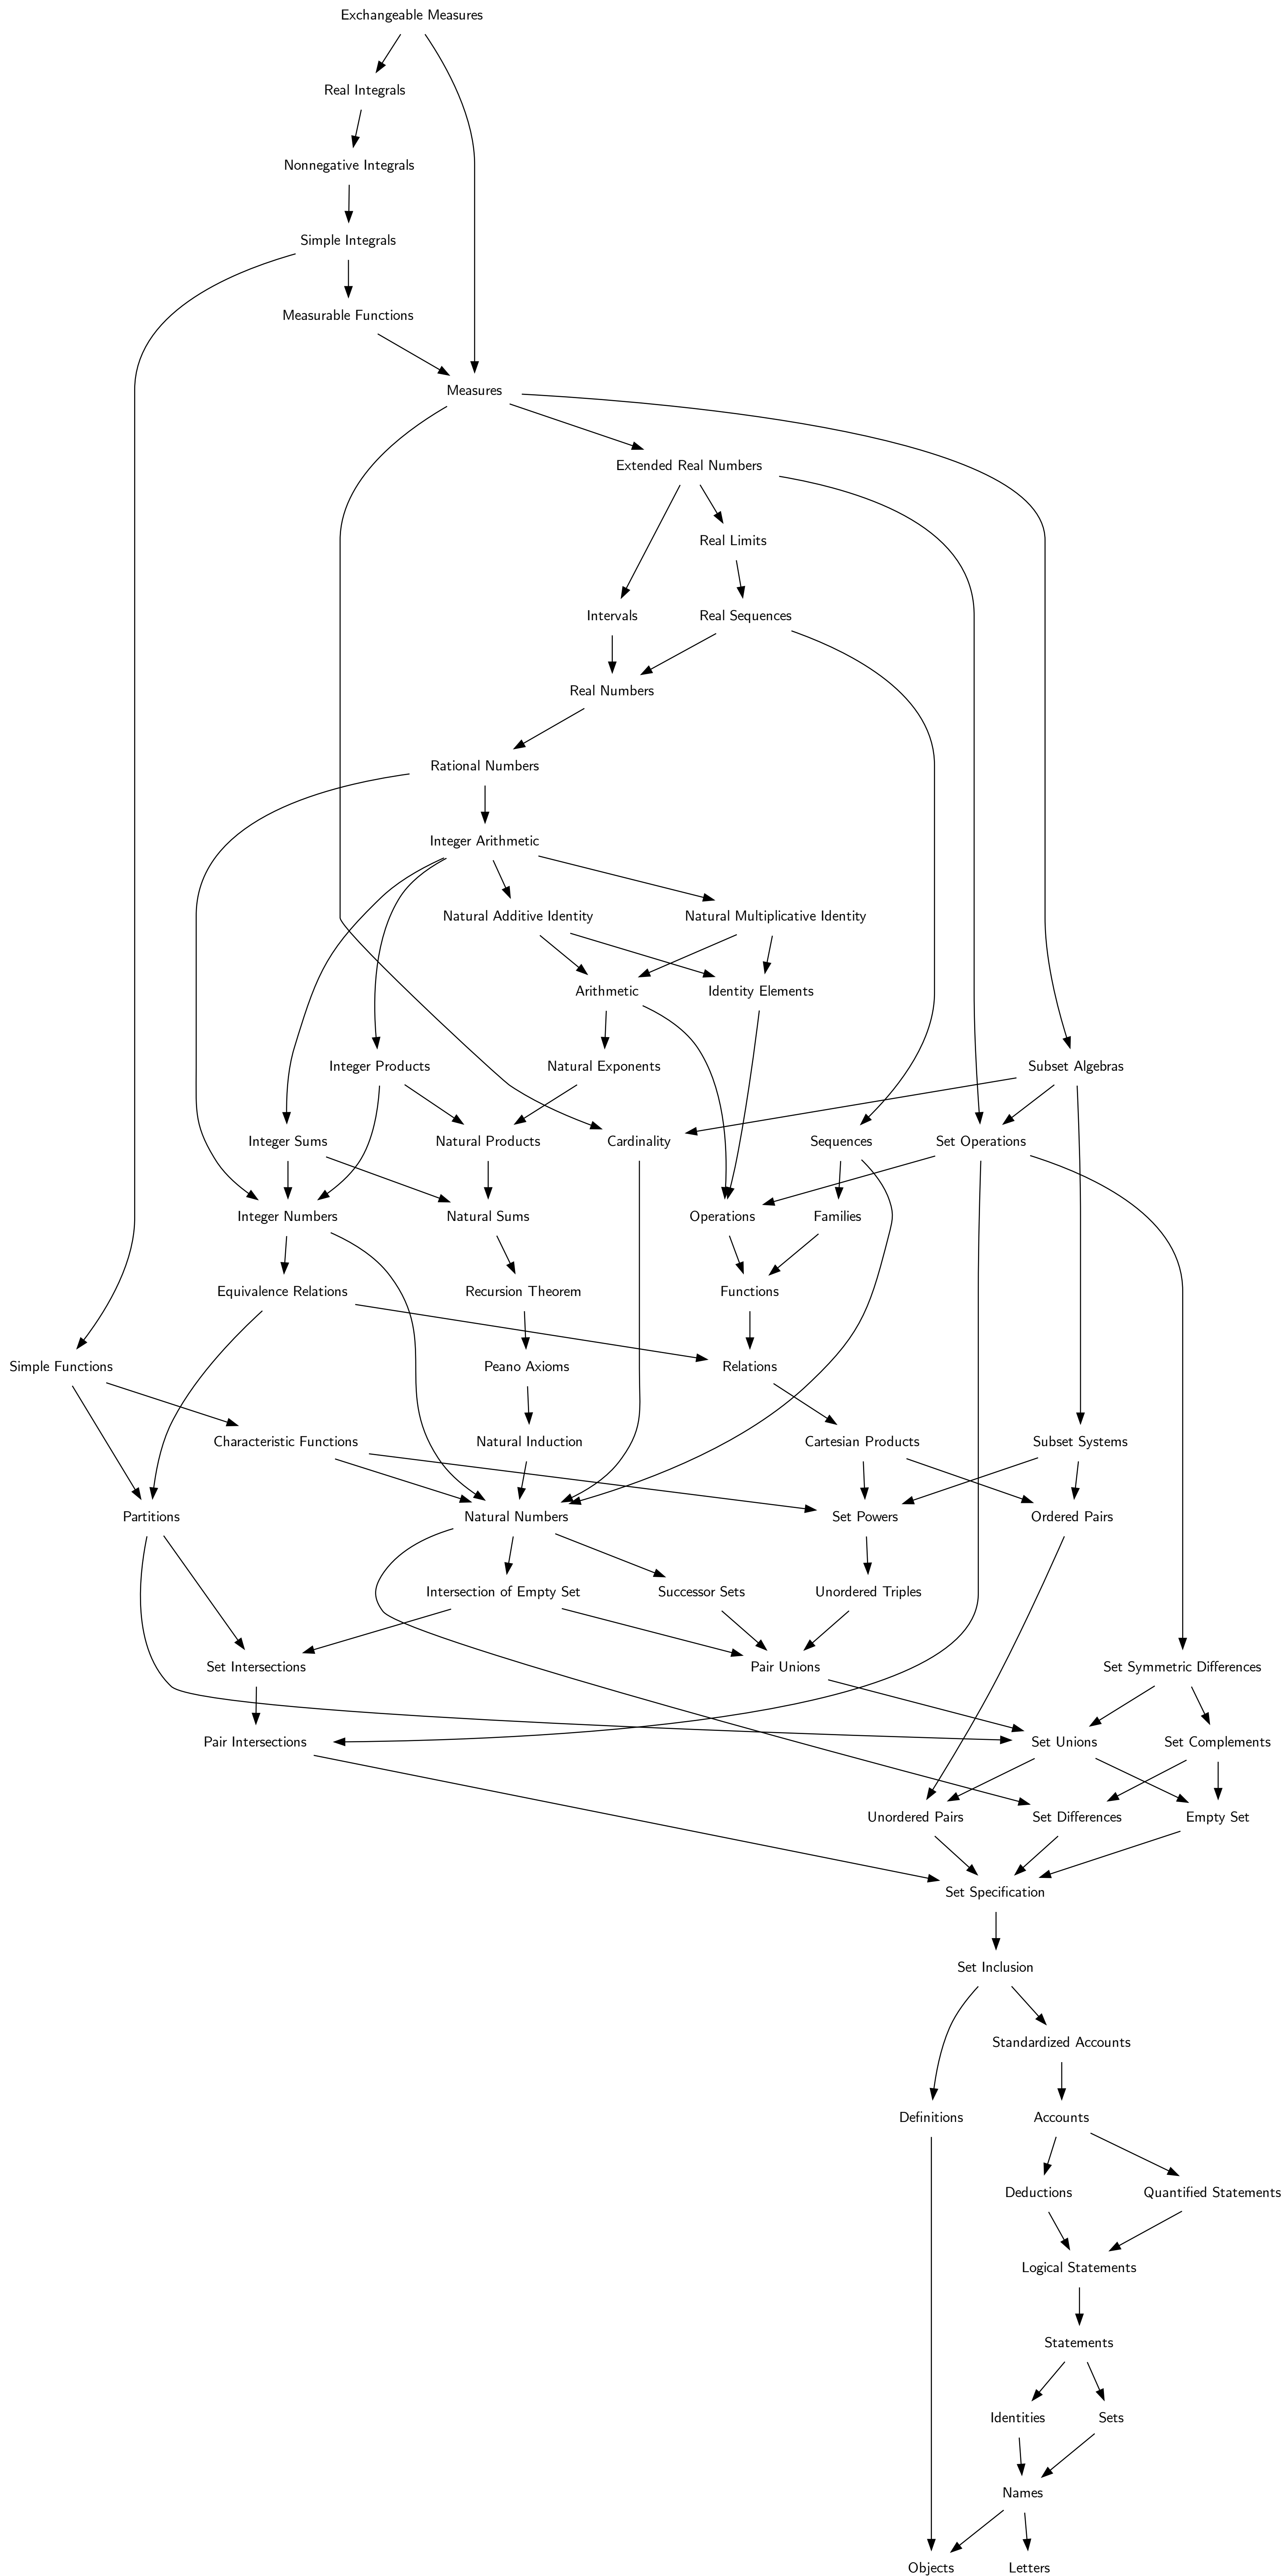 Exchangeable Measures
Real Integrals
Nonnegative Integrals
Simple Integrals
Measurable Functions
Measures
Extended Real Numbers
Real Limits
Intervals
Real Sequences
Real Numbers
Rational Numbers
Integer Arithmetic
Natural Additive Identity
Natural Multiplicative Identity
Arithmetic
Identity Elements
Integer Products
Natural Exponents
Subset Algebras
Integer Sums
Natural Products
Cardinality
Sequences
Set Operations
Integer Numbers
Natural Sums
Operations
Families
Equivalence Relations
Recursion Theorem
Functions
Simple Functions
Peano Axioms
Relations
Characteristic Functions
Natural Induction
Cartesian Products
Subset Systems
Partitions
Natural Numbers
Set Powers
Ordered Pairs
Intersection of Empty Set
Successor Sets
Unordered Triples
Set Intersections
Pair Unions
Set Symmetric Differences
Pair Intersections
Set Unions
Set Complements
Unordered Pairs
Set Differences
Empty Set
Set Specification
Set Inclusion
Standardized Accounts
Definitions
Accounts
Deductions
Quantified Statements
Logical Statements
Statements
Identities
Sets
Names
Objects
Letters